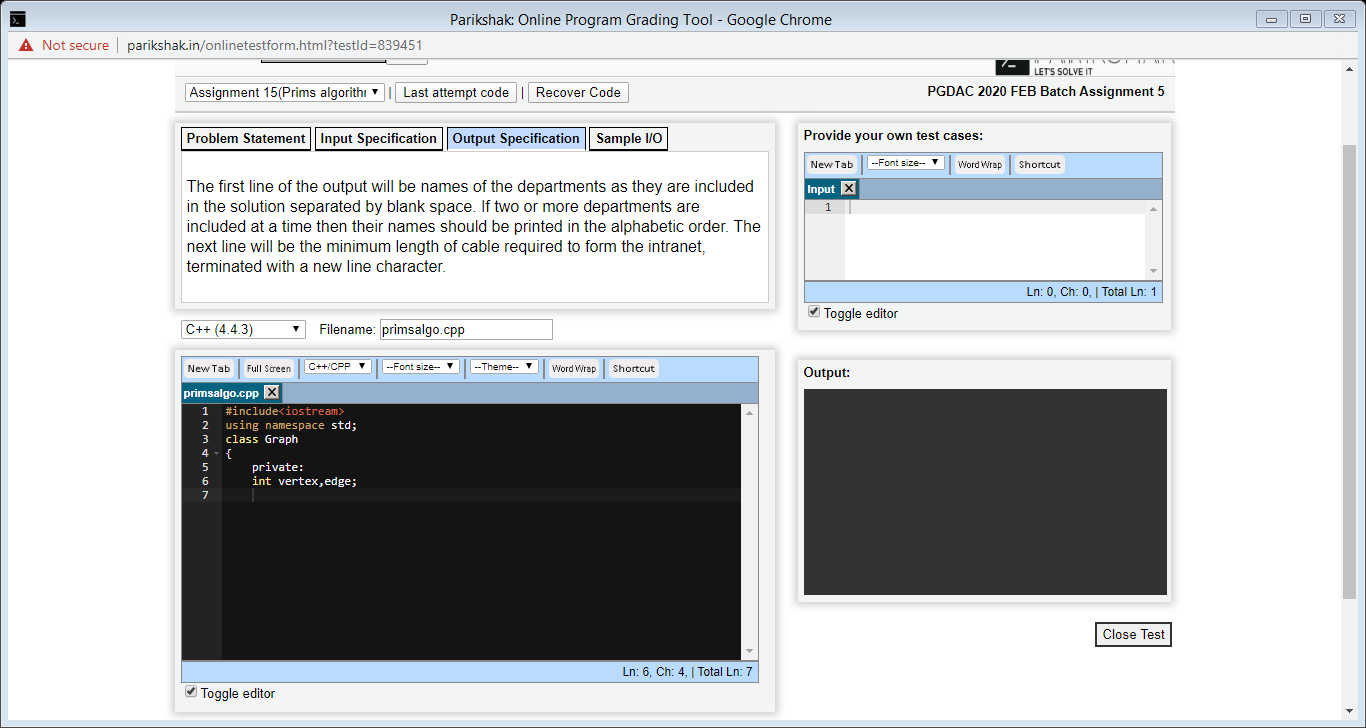 Parikshak: Online Program Grading Tool - Google Chrome
Not secure | parikshak.in/onlinetestform.html?testId=839451
LET'S SOLVE IT
Assignment 15(Prims algorithm | Last attempt code | Recover Code
PGDAC 2020 FEB Batch Assignment 5
Problem Statement Input Specification Output Specification Sample I/O
The first line of the output will be names of the departments as they are included
in the solution separated by blank space. If two or more departments are
included at a time then their names should be printed in the alphabetic order. The
next line will be the minimum length of cable required to form the intranet,
terminated with a new line character.
C++ (4.4.3) Filename: primsalgo.cpp
New Tab Full Screen C++/CPP --Font size-- --Theme-- Word Wrap Shortcut
primsalgo.cpp X
1 #include<iostream>
2 using namespace std;
3 class Graph
4 {
5 private:
6 int vertex,edge;
7
Ln: 6, Ch: 4, | Total Ln: 7
Toggle editor
Provide your own test cases:
New Tab --Font size-- Word Wrap Shortcut
Input X
1
Ln: 0, Ch: 0, | Total Ln: 1
Toggle editor
Output:
Close Test